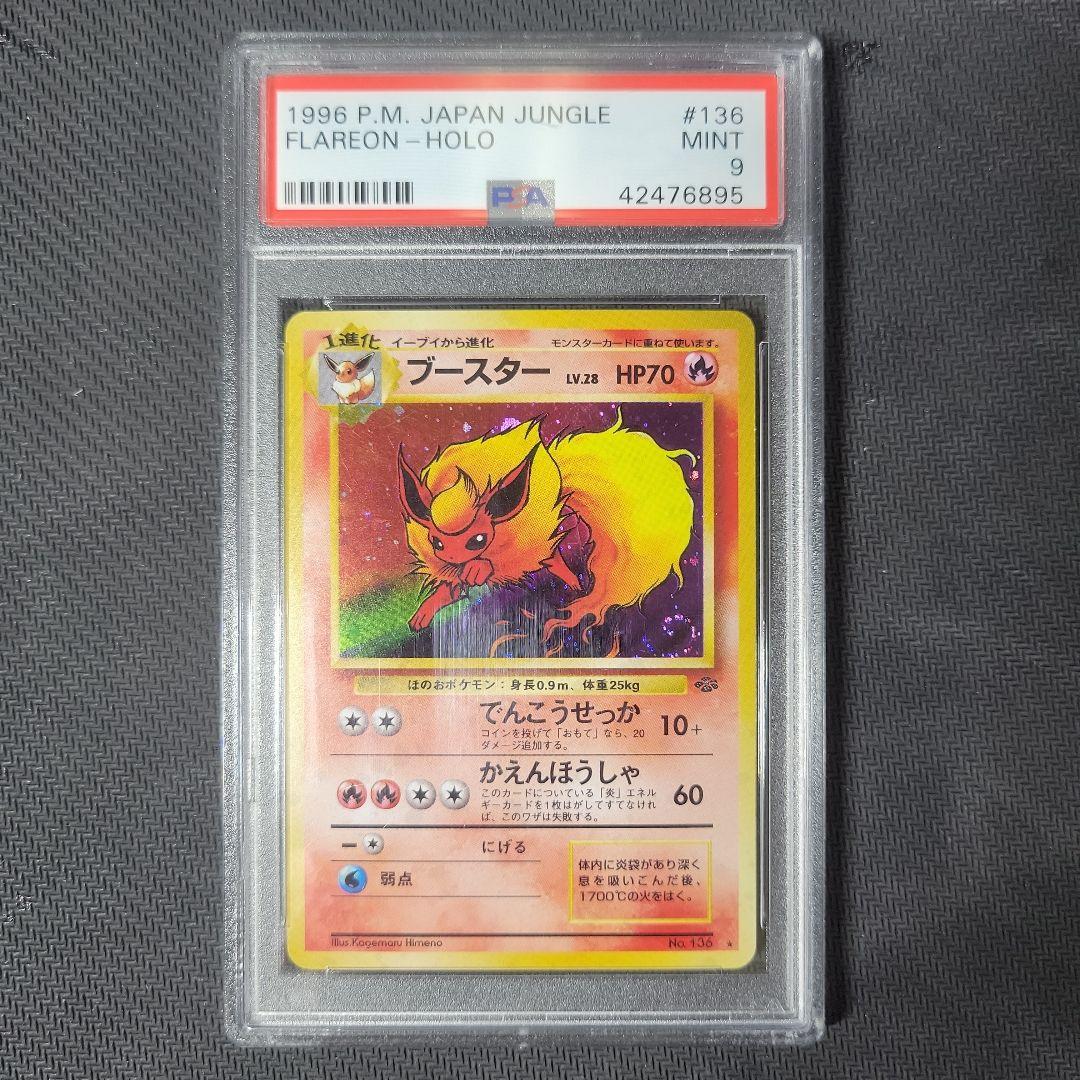 1996 P.M. JAPAN JUNGLE #136
FLAREON - HOLO MINT
9
PSA 42476895
1進化 イーブイから進化 モンスターカードに重ねて使います。
ブースター LV.28 HP70
ほのおポケモン：身長0.9m、体重25kg
でんこうせっか 10+
コインを投げて「おもて」なら、20
ダメージ追加する。
かえんほうしゃ 60
このカードについている「炎」エネル
ギーカードを1枚はがしてすてなけれ
ば、このワザは失敗する。
にげる
弱点
体内に炎袋があり深く
息を吸いこんだ後、
1700℃の火をはく。
Illus.Kagemaru Himeno No. 136 ★